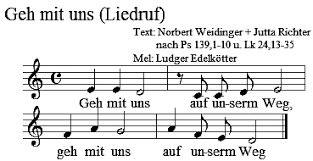 Geh mit uns (Liedruf)
Text: Norbert Weidinger + Jutta Richter
nach Ps 139,1-10 u. Lk 24,13-35
Mel: Ludger Edelkötter
Geh mit uns auf un-serm Weg,
geh mit uns auf un-serm Weg